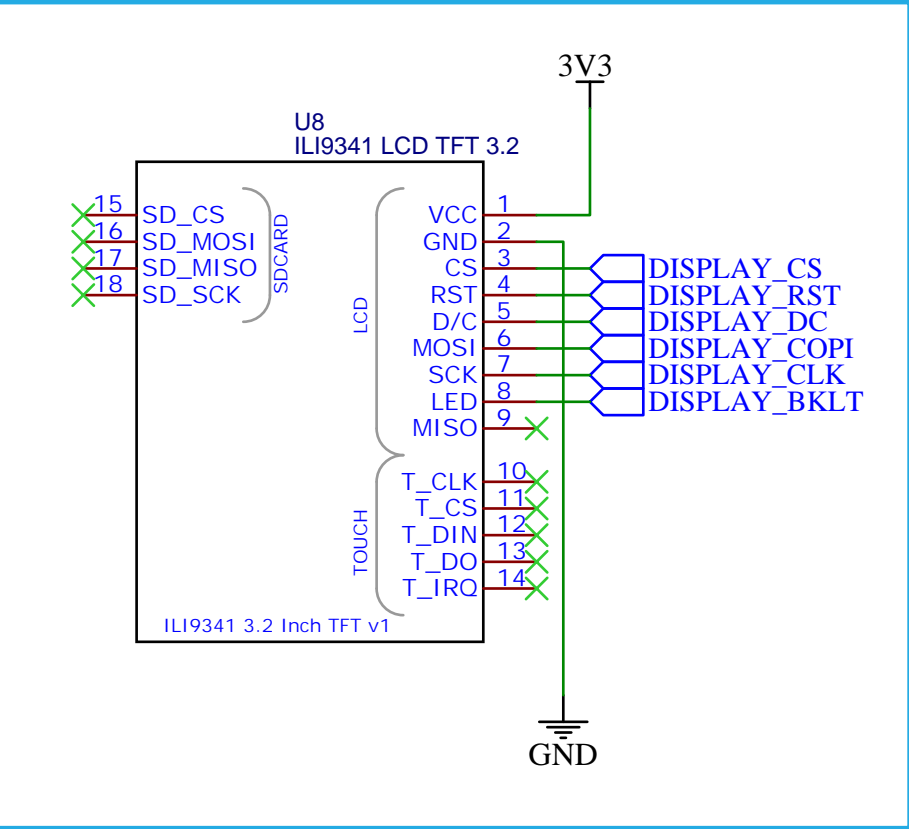 3V3
U8
ILI9341 LCD TFT 3.2
15 SD_CS
16 SD_MOSI
17 SD_MISO
18 SD_SCK
SDCARD
LCD
VCC 1
GND 2
CS 3 DISPLAY_CS
RST 4 DISPLAY_RST
D/C 5 DISPLAY_DC
MOSI 6 DISPLAY_COPI
SCK 7 DISPLAY_CLK
LED 8 DISPLAY_BKLT
MISO 9
TOUCH
T_CLK 10
T_CS 11
T_DIN 12
T_DO 13
T_IRQ 14
ILI9341 3.2 Inch TFT v1
GND